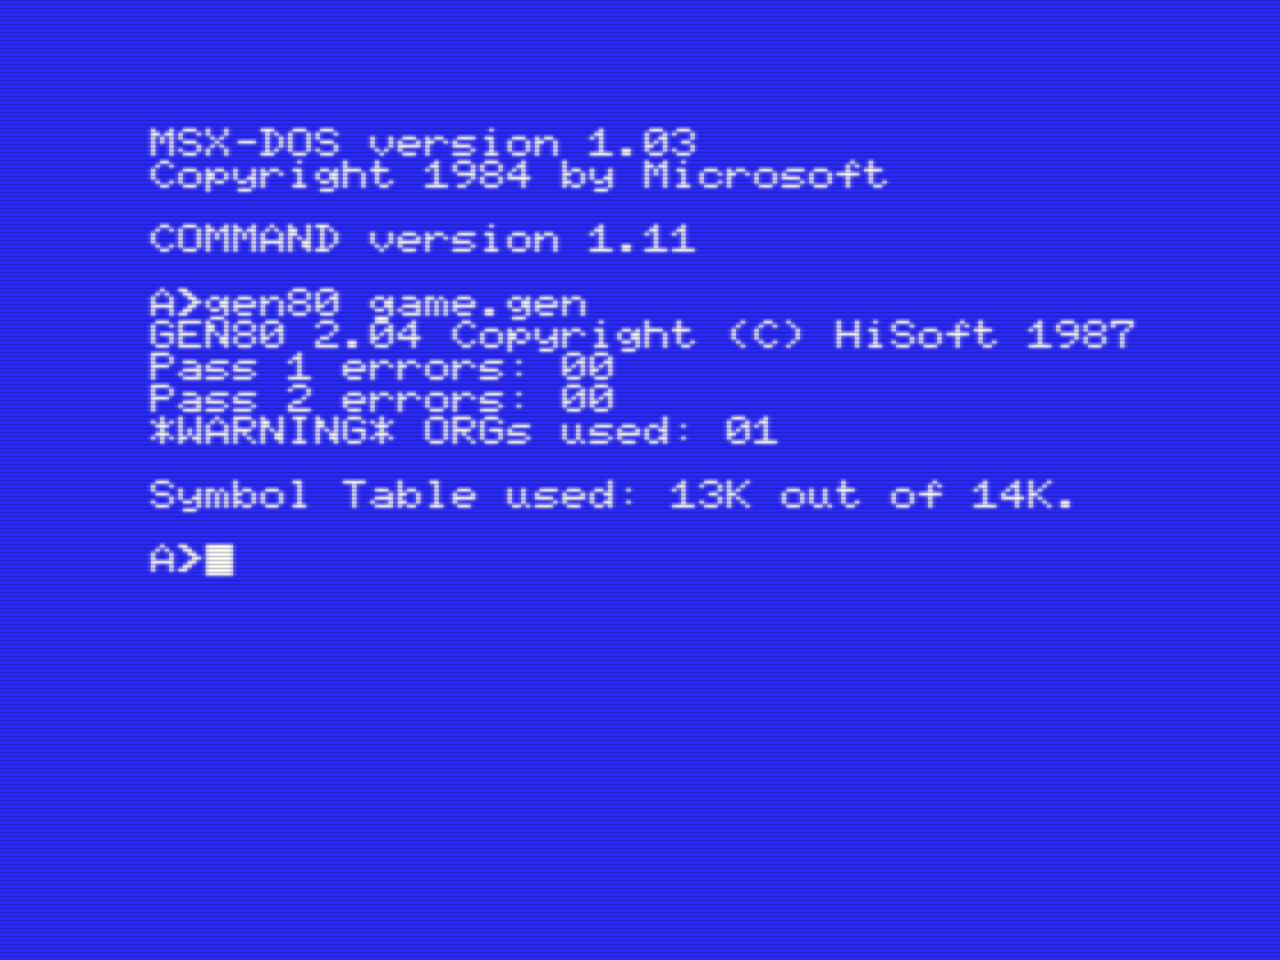 MSX-DOS version 1.03
Copyright 1984 by Microsoft
COMMAND version 1.11
A>gen80 game.gen
GEN80 2.04 Copyright (C) HiSoft 1987
Pass 1 errors: 00
Pass 2 errors: 00
*WARNING* ORGs used: 01
Symbol Table used: 13K out of 14K.
A>